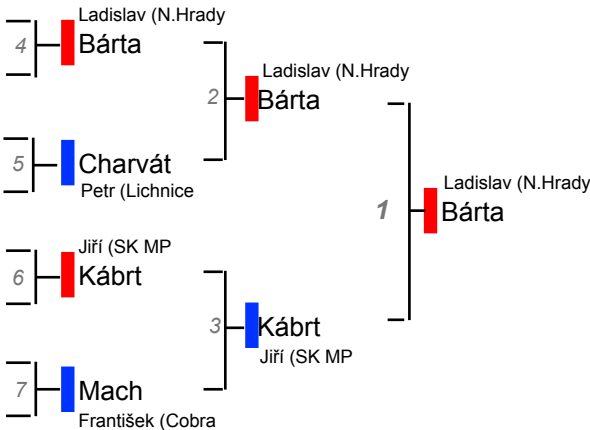 Ladislav (N.Hrady
4
Bárta
5
Charvát
Petr (Lichnice
Jiří (SK MP
6
Kábrt
7
Mach
František (Cobra
Ladislav (N.Hrady
2
Bárta
3
Kábrt
Jiří (SK MP
Ladislav (N.Hrady
1
Bárta